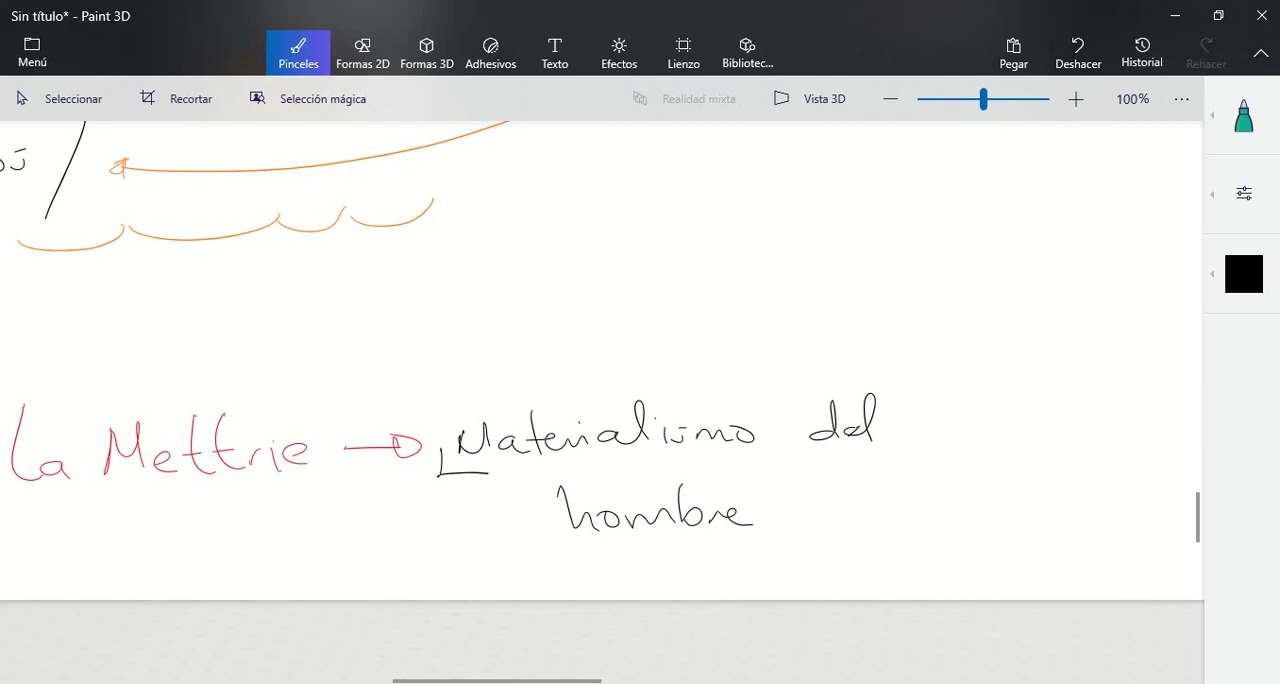 Sin título* - Paint 3D
Menú
Pinceles
Formas 2D
Formas 3D
Adhesivos
Texto
Efectos
Lienzo
Bibliotec...
Pegar
Deshacer
Historial
Rehacer
Seleccionar
Recortar
Selección mágica
Realidad mixta
Vista 3D
100%
La Mettrie → Materialismo del
hombre